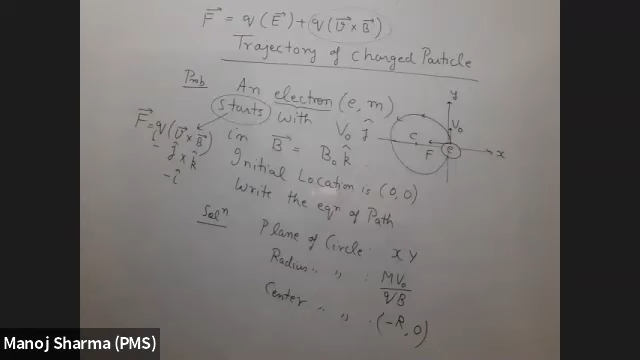 F⃗ = q(E⃗) + q(v⃗ × B⃗)
Trajectory of Charged Particle
Prob An electron (e, m)
starts with V₀ ĵ
in B⃗ = B₀ k̂.
Initial Location is (0, 0)
Write the eqn of Path
F⃗ = q(v⃗ × B⃗)
- ĵ × k̂
- î
y
V₀
C
F
e
x
Solⁿ Plane of Circle : X Y
Radius " " : MV₀/qB
Center " " : (-R, 0)
Manoj Sharma (PMS)